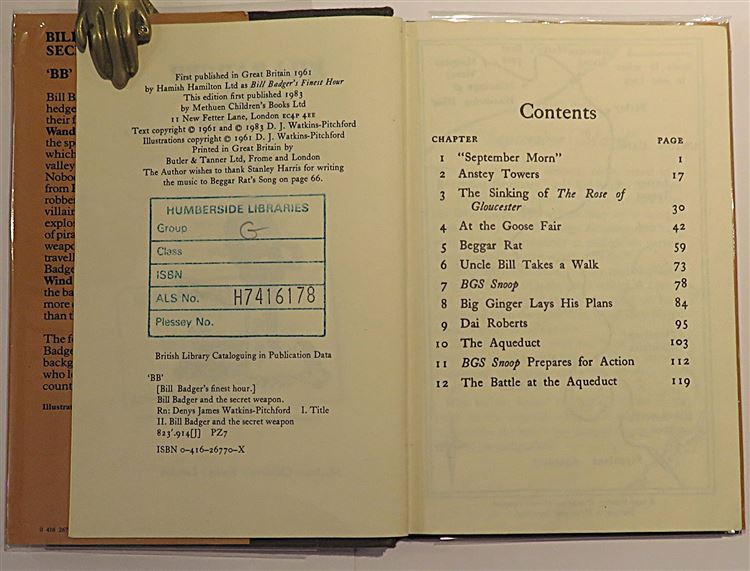 BILL
SEC
'BB'
Bill B
hedge
their f
Wand
the sp
which
valley
Nobo
from
robbe
villain
explo
of pira
weapo
travell
Badge
Wind
the ba
more
than t
The f
Badge
backg
who l
count
Illustrat
0 416 267
First published in Great Britain 1961
by Hamish Hamilton Ltd as Bill Badger's Finest Hour
This edition first published 1983
by Methuen Children's Books Ltd
11 New Fetter Lane, London EC4P 4EE
Text copyright © 1961 and © 1983 D. J. Watkins-Pitchford
Illustrations copyright © 1961 D. J. Watkins-Pitchford
Printed in Great Britain by
Butler & Tanner Ltd, Frome and London
The Author wishes to thank Stanley Harris for writing
the music to Beggar Rat's Song on page 66.
HUMBERSIDE LIBRARIES
Group G
Class
ISBN
ALS No. H7416178
Plessey No.
British Library Cataloguing in Publication Data
'BB'
[Bill Badger's finest hour.]
Bill Badger and the secret weapon.
Rn: Denys James Watkins-Pitchford I. Title
II. Bill Badger and the secret weapon
823'.914[J] PZ7
ISBN 0-416-26770-X
Contents
CHAPTER PAGE
1 "September Morn" 1
2 Anstey Towers 17
3 The Sinking of The Rose of
Gloucester 30
4 At the Goose Fair 42
5 Beggar Rat 59
6 Uncle Bill Takes a Walk 73
7 BGS Snoop 78
8 Big Ginger Lays His Plans 84
9 Dai Roberts 95
10 The Aqueduct 103
11 BGS Snoop Prepares for Action 112
12 The Battle at the Aqueduct 119